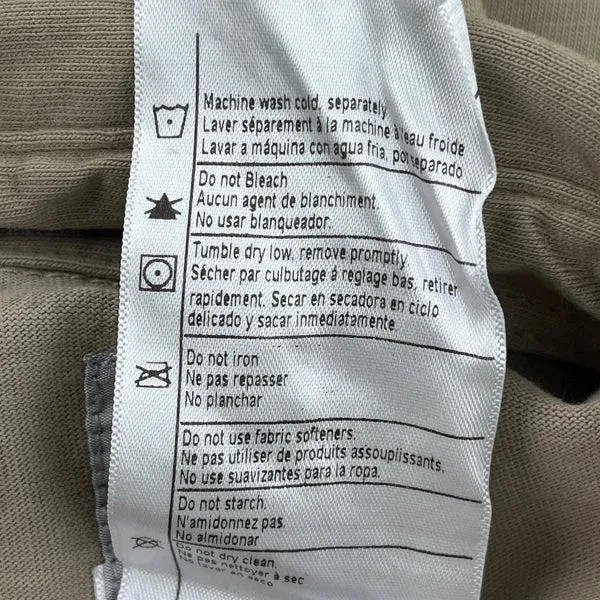 Machine wash cold, separately
Laver séparement à la machine à eau froide
Lavar a máquina con agua fria, por separado
Do not Bleach
Aucun agent de blanchiment.
No usar blanqueador.
Tumble dry low, remove promptly.
Sécher par culbutage à reglage bas, retirer
rapidement. Secar en secadora en ciclo
delicado y sacar inmediatamente
Do not iron
Ne pas repasser
No planchar
Do not use fabric softeners.
Ne pas utiliser de produits assouplissants.
No use suavizantes para la ropa.
Do not starch.
N'amidonnez pas.
No almidonar
Do not dry clean.
Ne pas nettoyer à sec
No lavar en seco